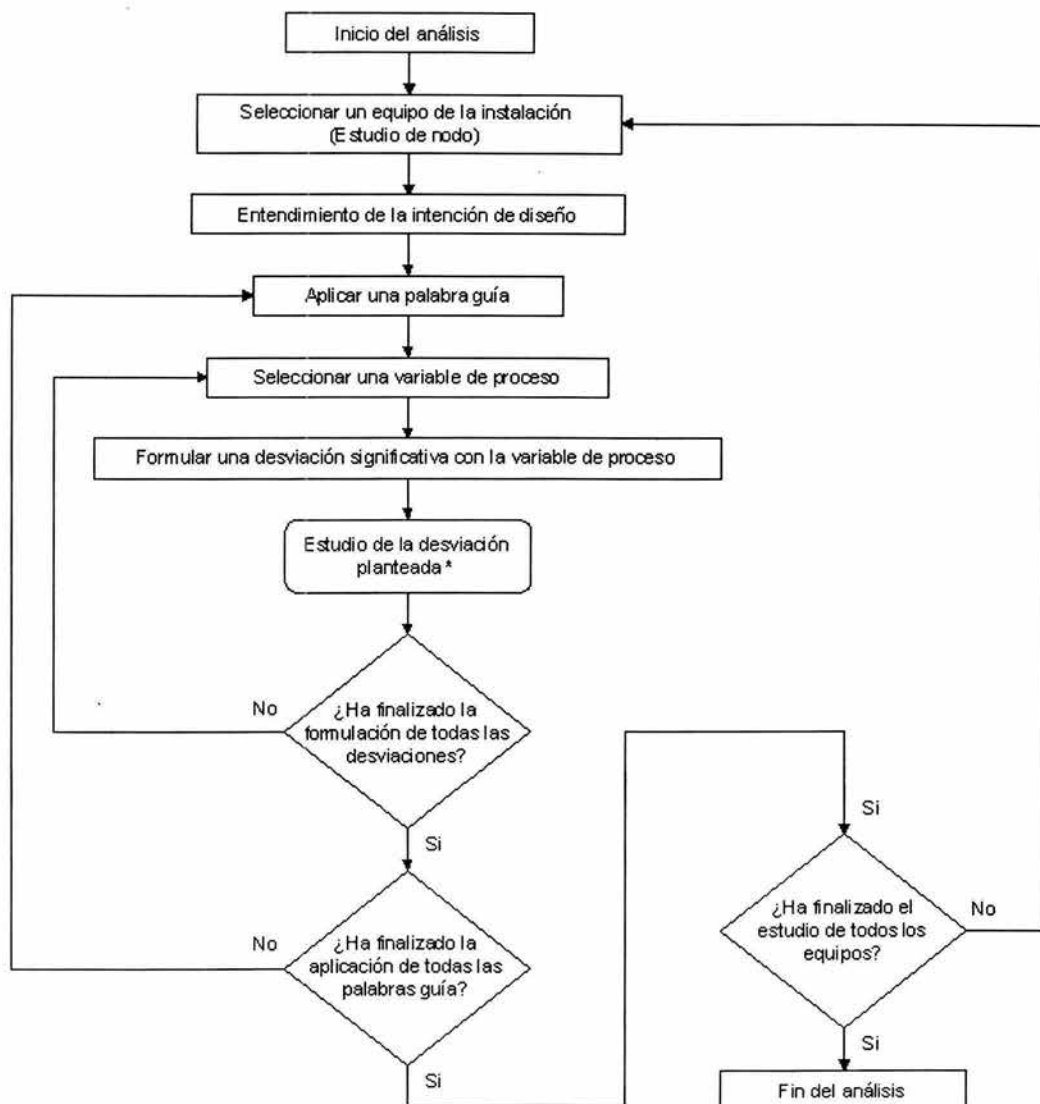 Inicio del análisis
Seleccionar un equipo de la instalación
(Estudio de nodo)
Entendimiento de la intención de diseño
Aplicar una palabra guía
Seleccionar una variable de proceso
Formular una desviación significativa con la variable de proceso
Estudio de la desviación
planteada *
No
¿Ha finalizado la
formulación de todas las
desviaciones?
Si
No
¿Ha finalizado la
aplicación de todas las
palabras guía?
Si
Si
¿Ha finalizado el
estudio de todos los
equipos?
No
Si
Fin del análisis